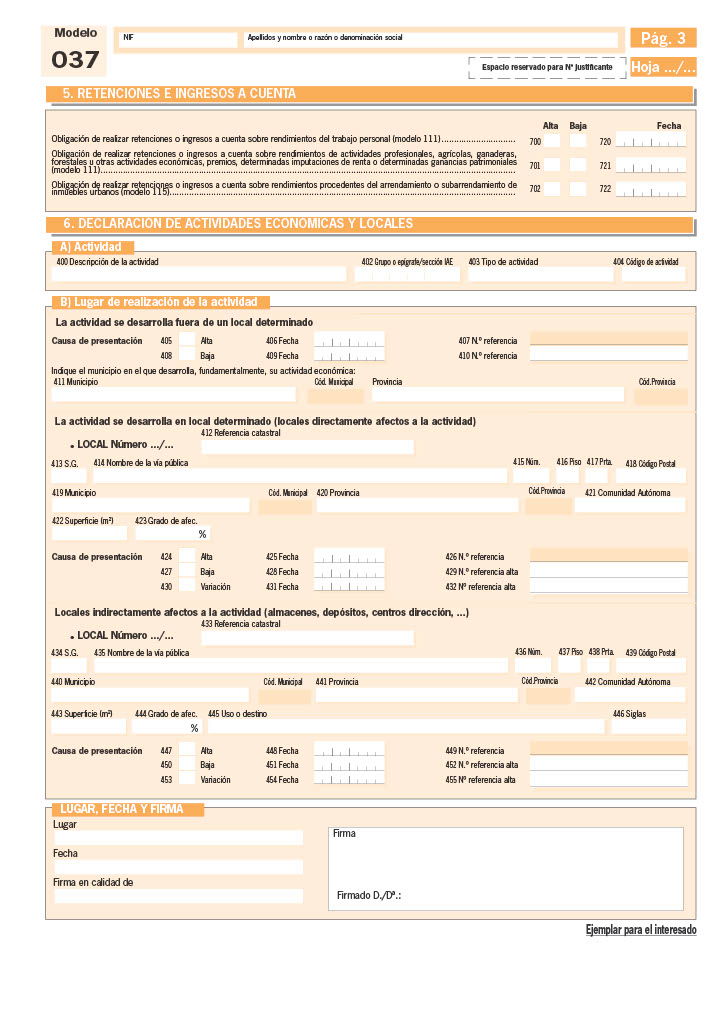 Modelo
037
NIF
Apellidos y nombre o razón o denominación social
Pág. 3
Espacio reservado para Nº justificante
Hoja .../...
5. RETENCIONES E INGRESOS A CUENTA
Alta Baja Fecha
Obligación de realizar retenciones o ingresos a cuenta sobre rendimientos del trabajo personal (modelo 111)............................. 700 720
Obligación de realizar retenciones o ingresos a cuenta sobre rendimientos de actividades profesionales, agrícolas, ganaderas,
forestales u otras actividades económicas, premios, determinadas imputaciones de renta o determinadas ganancias patrimoniales
(modelo 111)............................................................ 701 721
Obligación de realizar retenciones o ingresos a cuenta sobre rendimientos procedentes del arrendamiento o subarrendamiento de
inmuebles urbanos (modelo 115)............................................................ 702 722
6. DECLARACIÓN DE ACTIVIDADES ECONÓMICAS Y LOCALES
A) Actividad
400 Descripción de la actividad 402 Grupo o epígrafe/sección IAE 403 Tipo de actividad 404 Código de actividad
B) Lugar de realización de la actividad
La actividad se desarrolla fuera de un local determinado
Causa de presentación 405 Alta 406 Fecha 407 N.º referencia
408 Baja 409 Fecha 410 N.º referencia
Indique el municipio en el que desarrolla, fundamentalmente, su actividad económica:
411 Municipio Cód. Municipal Provincia Cód.Provincia
La actividad se desarrolla en local determinado (locales directamente afectos a la actividad)
. LOCAL Número .../... 412 Referencia catastral
413 S.G. 414 Nombre de la vía pública 415 Núm. 416 Piso 417 Prta. 418 Código Postal
419 Municipio Cód. Municipal 420 Provincia Cód.Provincia 421 Comunidad Autónoma
422 Superficie (m²) 423 Grado de afec.
%
Causa de presentación 424 Alta 425 Fecha 426 N.º referencia
427 Baja 428 Fecha 429 N.º referencia alta
430 Variación 431 Fecha 432 Nº referencia alta
Locales indirectamente afectos a la actividad (almacenes, depósitos, centros dirección, ...)
. LOCAL Número .../... 433 Referencia catastral
434 S.G. 435 Nombre de la vía pública 436 Núm. 437 Piso 438 Prta. 439 Código Postal
440 Municipio Cód. Municipal 441 Provincia Cód.Provincia 442 Comunidad Autónoma
443 Superficie (m²) 444 Grado de afec. 445 Uso o destino 446 Siglas
%
Causa de presentación 447 Alta 448 Fecha 449 N.º referencia
450 Baja 451 Fecha 452 N.º referencia alta
453 Variación 454 Fecha 455 Nº referencia alta
LUGAR, FECHA Y FIRMA
Lugar
Firma
Fecha
Firma en calidad de
Firmado D./Dª.:
Ejemplar para el interesado